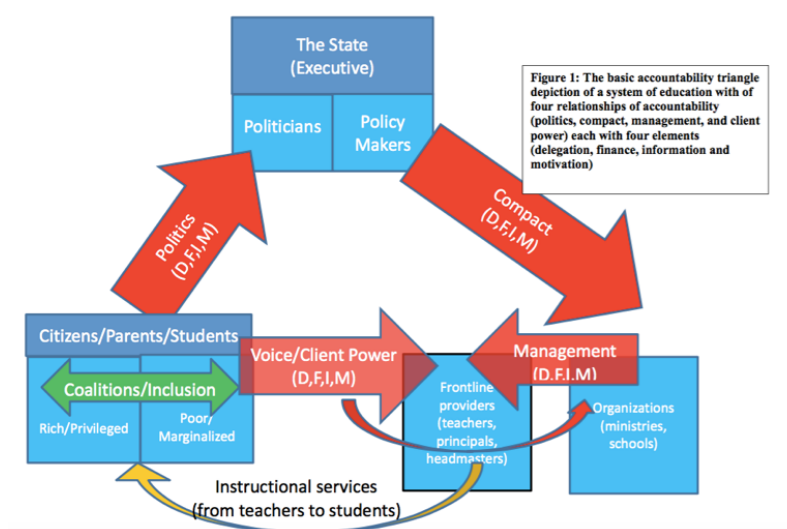 The State
(Executive)
Politicians
Policy
Makers
Figure 1: The basic accountability triangle
depiction of a system of education with of
four relationships of accountability
(politics, compact, management, and client
power) each with four elements
(delegation, finance, information and
motivation)
Politics
(D,F,I,M)
Compact
(D,F,I,M)
Citizens/Parents/Students
Coalitions/Inclusion
Rich/Privileged
Poor/
Marginalized
Voice/Client Power
(D,F,I,M)
Management
(D,F,I,M)
Frontline
providers
(teachers,
principals,
headmasters)
Organizations
(ministries,
schools)
Instructional services
(from teachers to students)